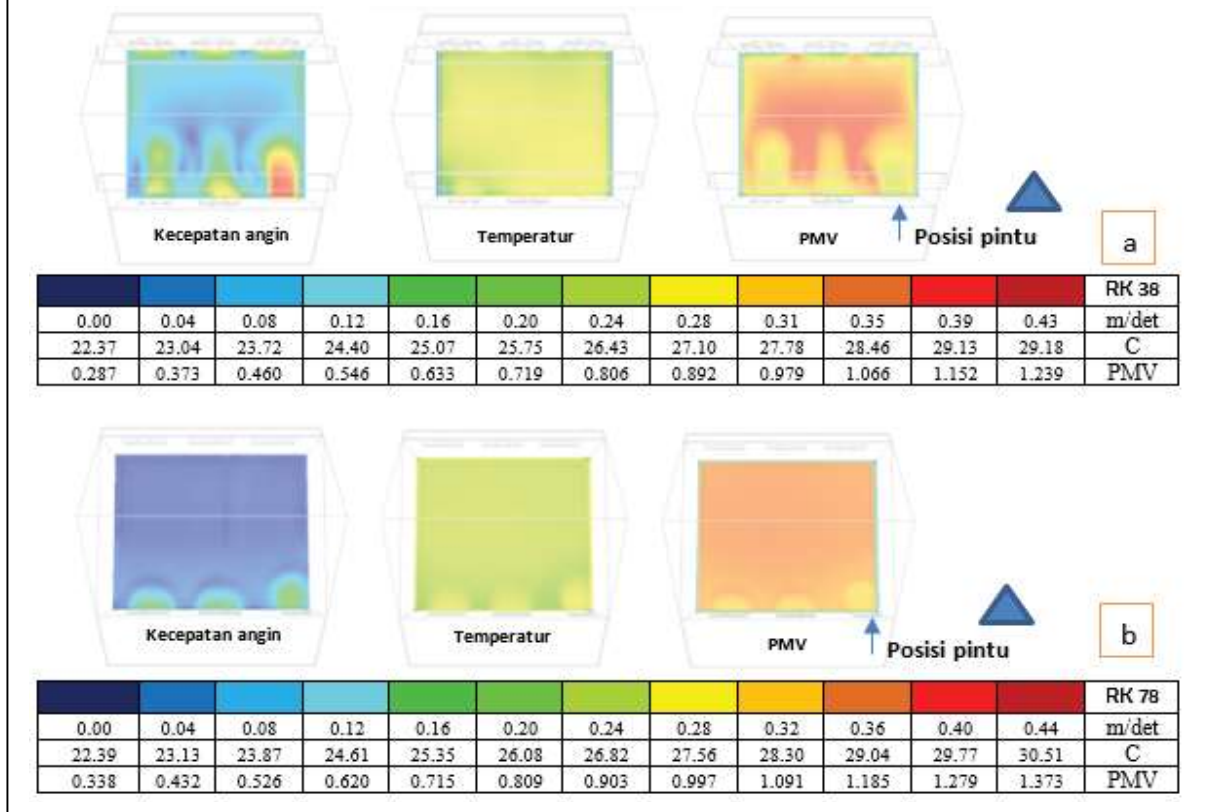 Kecepatan angin Temperatur PMV Posisi pintu a
RK 38
0.00 0.04 0.08 0.12 0.16 0.20 0.24 0.28 0.31 0.35 0.39 0.43 m/det
22.37 23.04 23.72 24.40 25.07 25.75 26.43 27.10 27.78 28.46 29.13 29.18 C
0.287 0.373 0.460 0.546 0.633 0.719 0.806 0.892 0.979 1.066 1.152 1.239 PMV
Kecepatan angin Temperatur PMV Posisi pintu b
RK 78
0.00 0.04 0.08 0.12 0.16 0.20 0.24 0.28 0.32 0.36 0.40 0.44 m/det
22.39 23.13 23.87 24.61 25.35 26.08 26.82 27.56 28.30 29.04 29.77 30.51 C
0.338 0.432 0.526 0.620 0.715 0.809 0.903 0.997 1.091 1.185 1.279 1.373 PMV